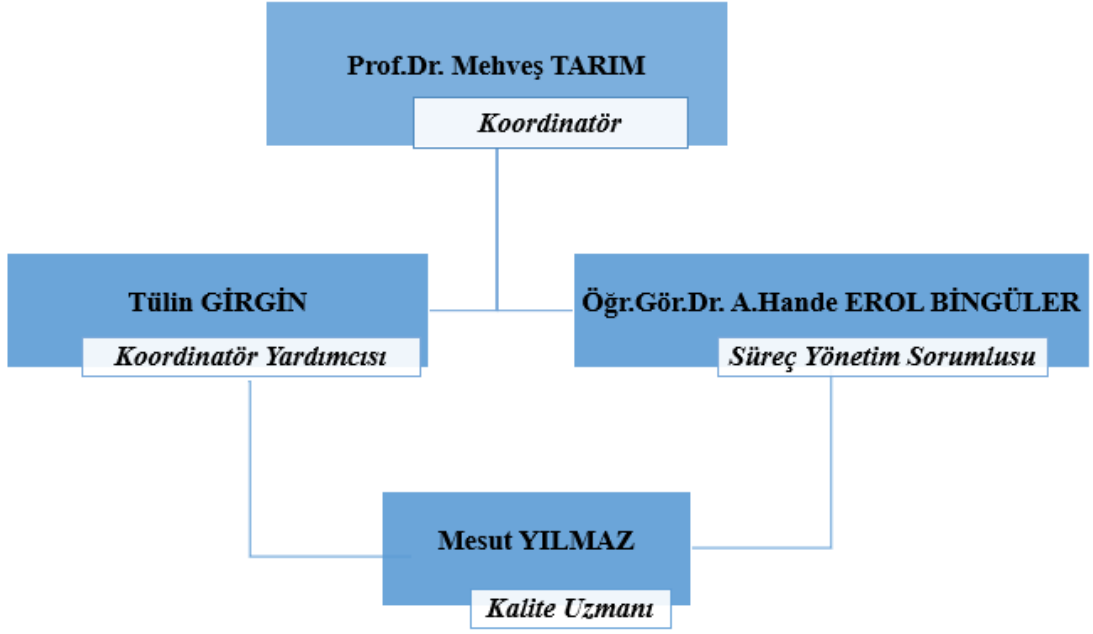 Prof.Dr. Mehveş TARIM
Koordinatör
Tülin GİRGİN
Koordinatör Yardımcısı
Öğr.Gör.Dr. A.Hande EROL BİNGÜLER
Süreç Yönetim Sorumlusu
Mesut YILMAZ
Kalite Uzmanı